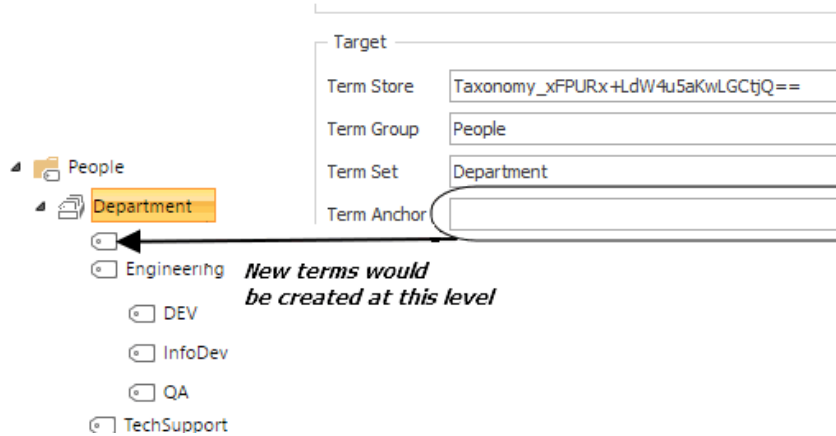 Target
Term Store Taxonomy_xFPURx+LdW4u5aKwLGCtjQ==
Term Group People
Term Set Department
Term Anchor
People
Department
Engineering
DEV
InfoDev
QA
TechSupport
New terms would
be created at this level